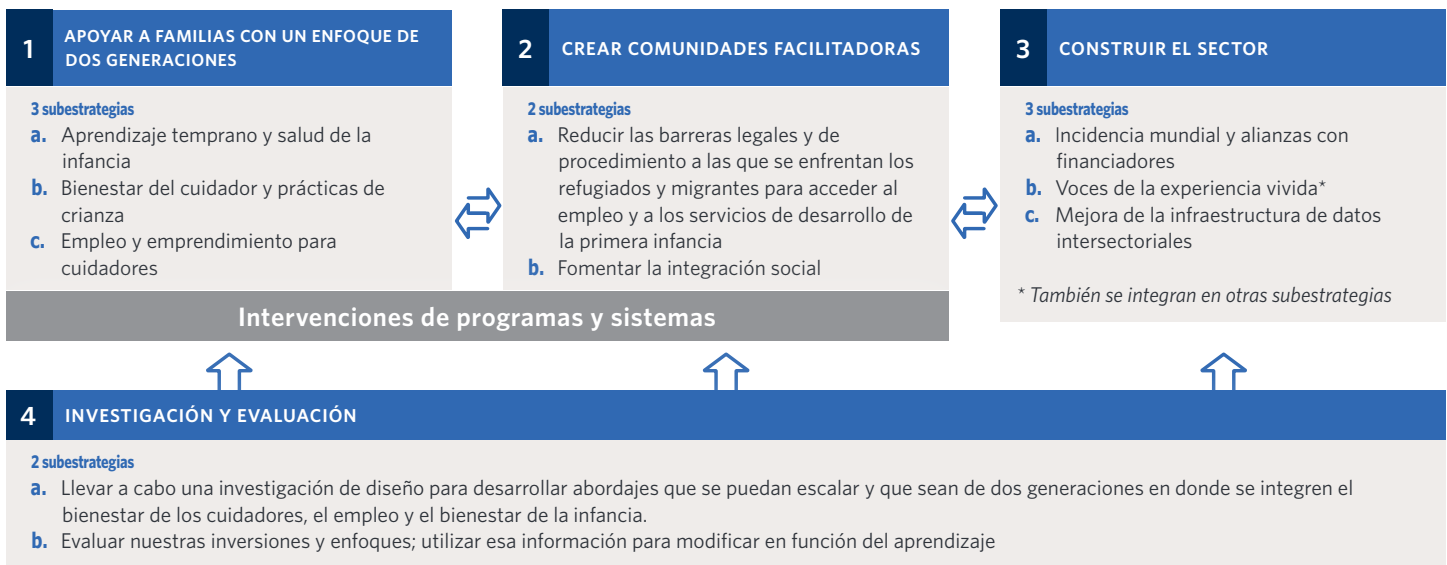 1
APOYAR A FAMILIAS CON UN ENFOQUE DE
DOS GENERACIONES
3 subestrategias
a. Aprendizaje temprano y salud de la
infancia
b. Bienestar del cuidador y prácticas de
crianza
c. Empleo y emprendimiento para
cuidadores
2
CREAR COMUNIDADES FACILITADORAS
2 subestrategias
a. Reducir las barreras legales y de
procedimiento a las que se enfrentan los
refugiados y migrantes para acceder al
empleo y a los servicios de desarrollo de
la primera infancia
b. Fomentar la integración social
3
CONSTRUIR EL SECTOR
3 subestrategias
a. Incidencia mundial y alianzas con
financiadores
b. Voces de la experiencia vivida*
c. Mejora de la infraestructura de datos
intersectoriales
* También se integran en otras subestrategias
Intervenciones de programas y sistemas
4
INVESTIGACIÓN Y EVALUACIÓN
2 subestrategias
a. Llevar a cabo una investigación de diseño para desarrollar abordajes que se puedan escalar y que sean de dos generaciones en donde se integren el
bienestar de los cuidadores, el empleo y el bienestar de la infancia.
b. Evaluar nuestras inversiones y enfoques; utilizar esa información para modificar en función del aprendizaje